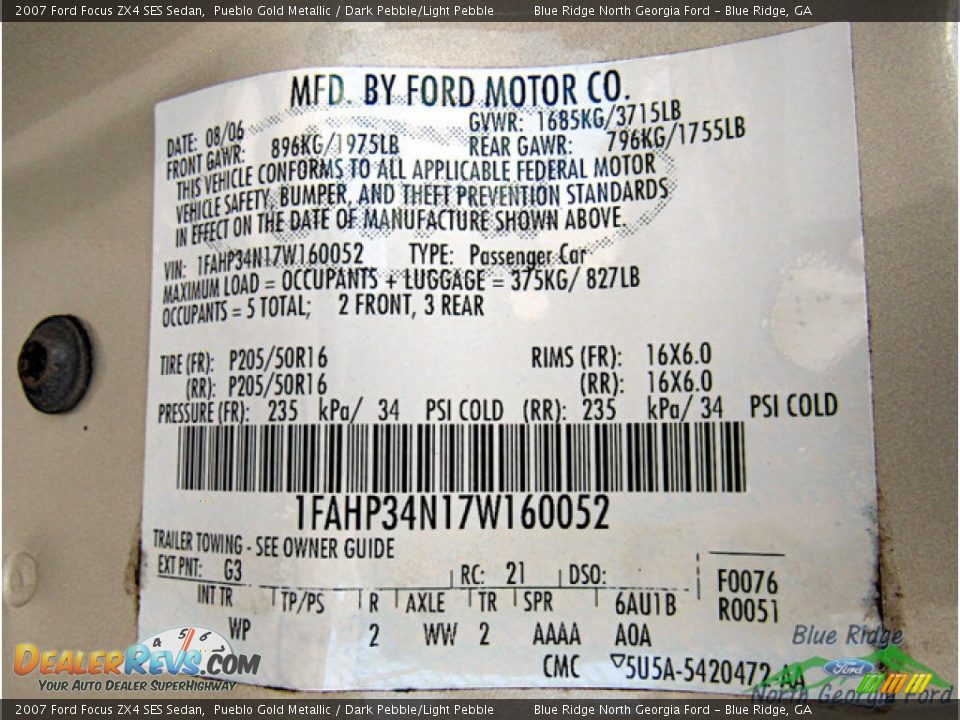 2007 Ford Focus ZX4 SES Sedan, Pueblo Gold Metallic / Dark Pebble/Light Pebble Blue Ridge North Georgia Ford - Blue Ridge, GA
MFD. BY FORD MOTOR CO.
DATE: 08/06 GVWR: 1685KG/3715LB
FRONT GAWR: 896KG/1975LB REAR GAWR: 796KG/1755LB
THIS VEHICLE CONFORMS TO ALL APPLICABLE FEDERAL MOTOR
VEHICLE SAFETY, BUMPER, AND THEFT PREVENTION STANDARDS
IN EFFECT ON THE DATE OF MANUFACTURE SHOWN ABOVE.
VIN: 1FAHP34N17W160052 TYPE: Passenger Car
MAXIMUM LOAD = OCCUPANTS + LUGGAGE = 375KG/ 827LB
OCCUPANTS = 5 TOTAL; 2 FRONT, 3 REAR
TIRE (FR): P205/50R16 RIMS (FR): 16X6.0
(RR): P205/50R16 (RR): 16X6.0
PRESSURE (FR): 235 kPa/ 34 PSI COLD (RR): 235 kPa/ 34 PSI COLD
1FAHP34N17W160052
TRAILER TOWING - SEE OWNER GUIDE
EXT PNT: G3 RC: 21 DSO: F0076
INT TR TP/PS R AXLE TR SPR 6AU1B R0051
WP 2 WW 2 AAAA A0A
CMC ▽5U5A-5420472-AA
4 5 6
DEALERREVS.COM
YOUR AUTO DEALER SUPERHIGHWAY
Blue Ridge
Ford
North Georgia Ford
2007 Ford Focus ZX4 SES Sedan, Pueblo Gold Metallic / Dark Pebble/Light Pebble Blue Ridge North Georgia Ford - Blue Ridge, GA